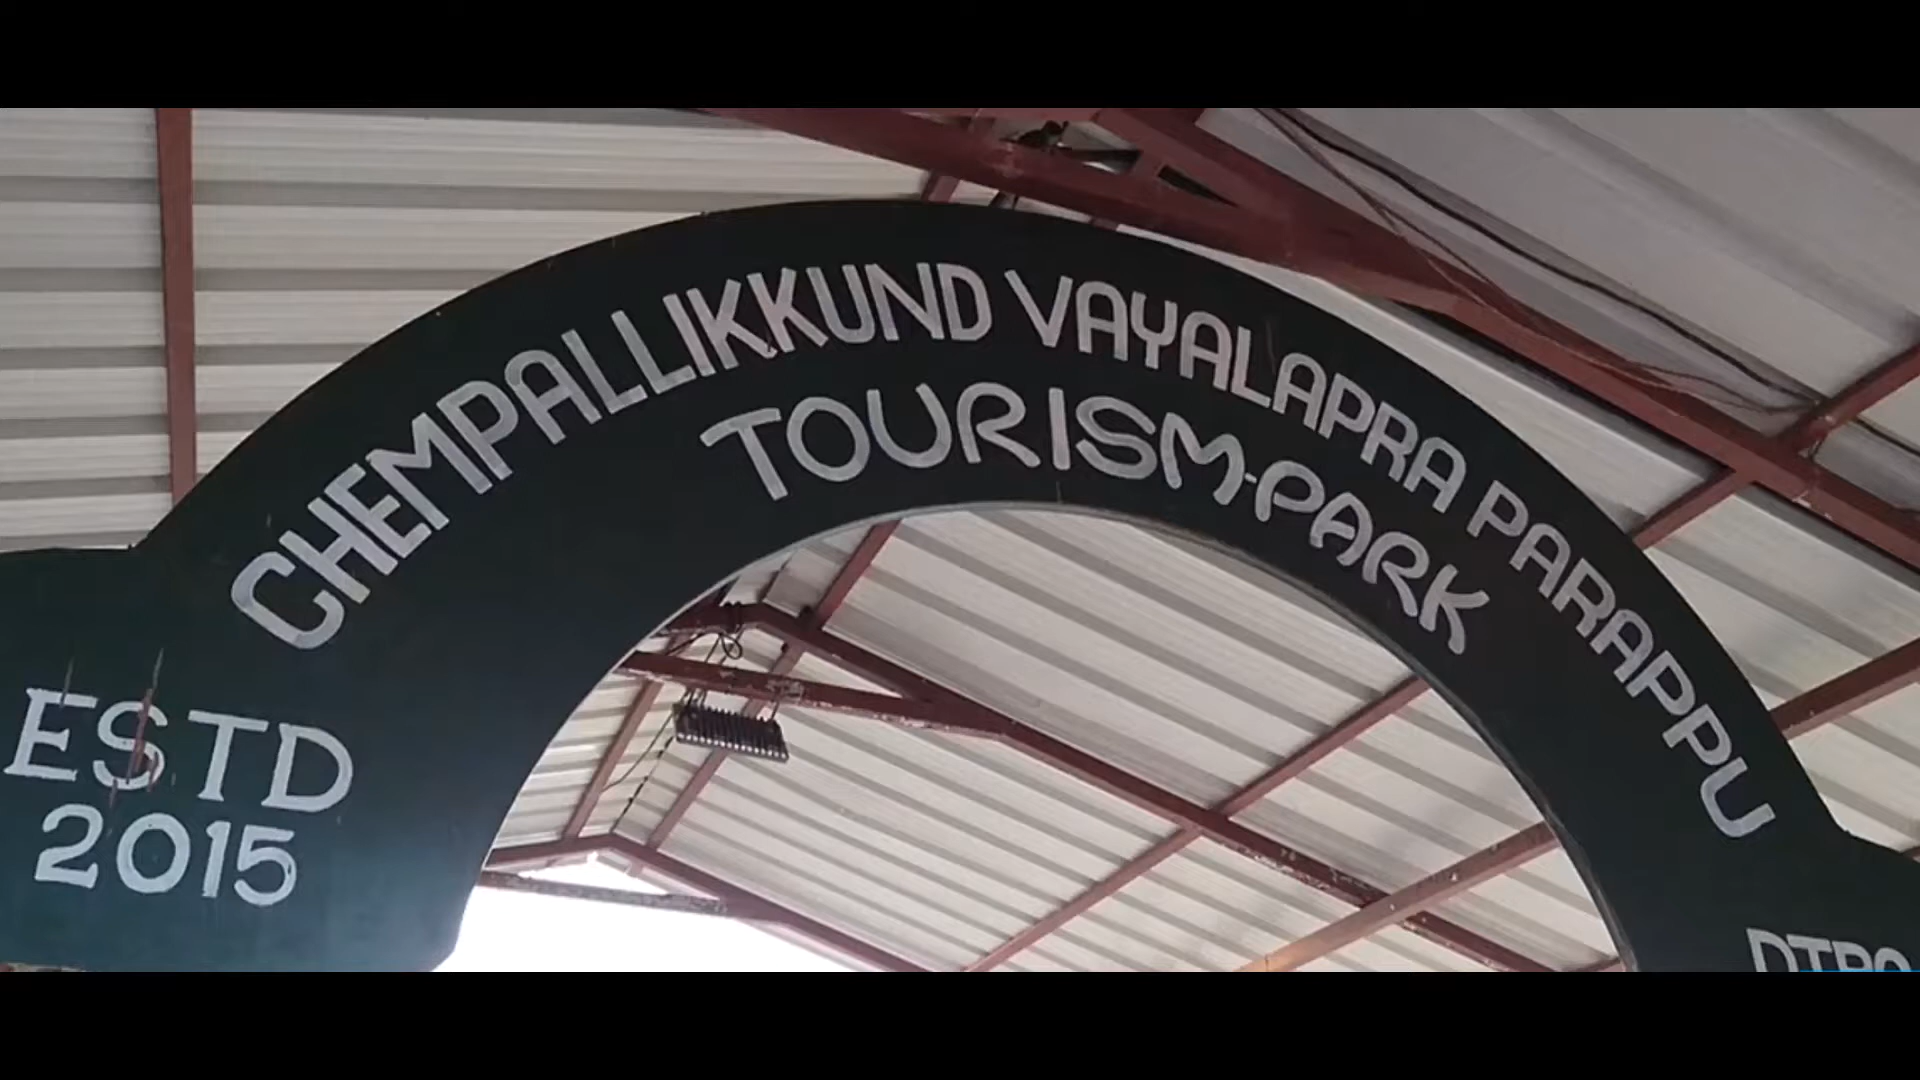 CHEMPALLIKKUND VAYALAPRA PARAPPU
TOURISM-PARK
ESTD
2015